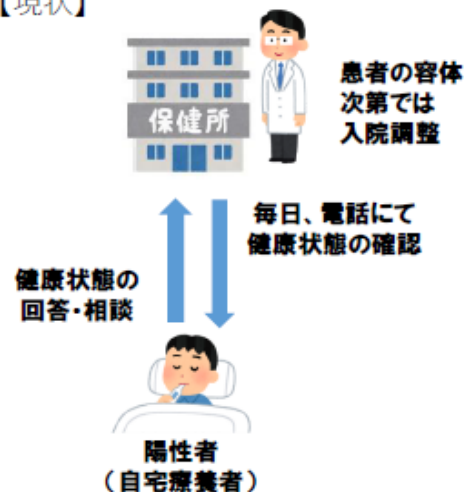 【現状】
保健所
患者の容体
次第では
入院調整
毎日、電話にて
健康状態の確認
健康状態の
回答・相談
陽性者
（自宅療養者）